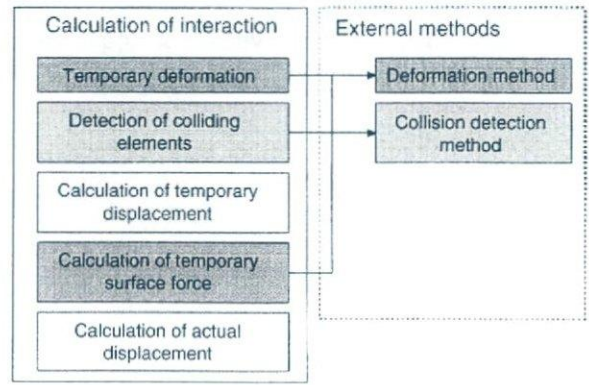 Calculation of interaction
Temporary deformation
Detection of colliding
elements
Calculation of temporary
displacement
Calculation of temporary
surface force
Calculation of actual
displacement
External methods
Deformation method
Collision detection
method